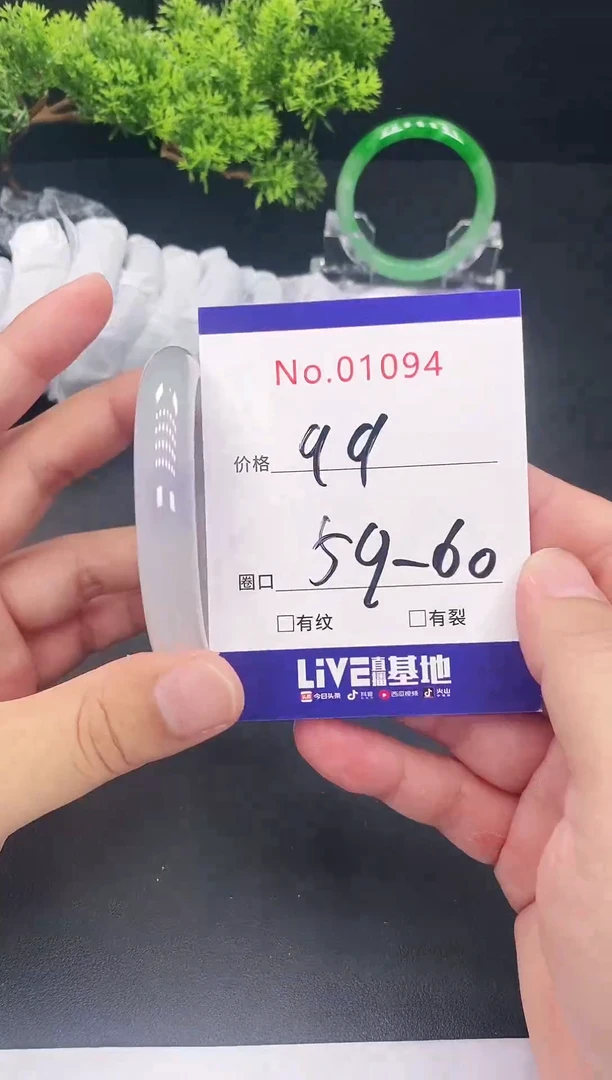 No.01094
价格 99
圈口 59-60
□有纹 □有裂
LiVE直播基地
今日头条 抖音 西瓜视频 火山